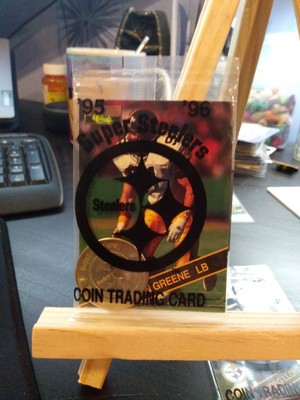 '95 '96
Super Steelers
Steelers
GREENE LB
COIN TRADING CARD